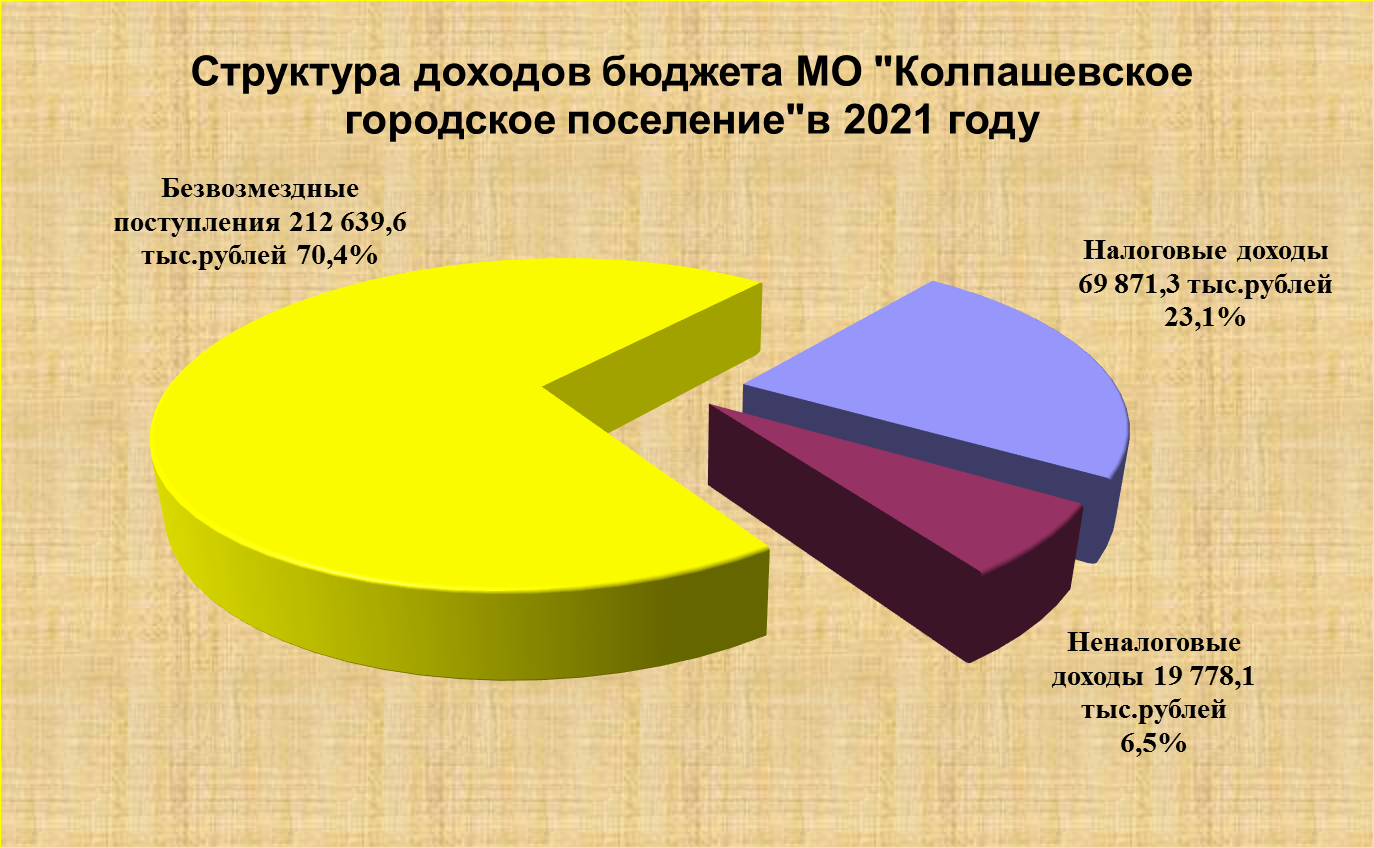 Структура доходов бюджета МО "Колпашевское
городское поселение"в 2021 году
Безвозмездные
поступления 212 639,6
тыс.рублей 70,4%
Налоговые доходы
69 871,3 тыс.рублей
23,1%
Неналоговые
доходы 19 778,1
тыс.рублей
6,5%